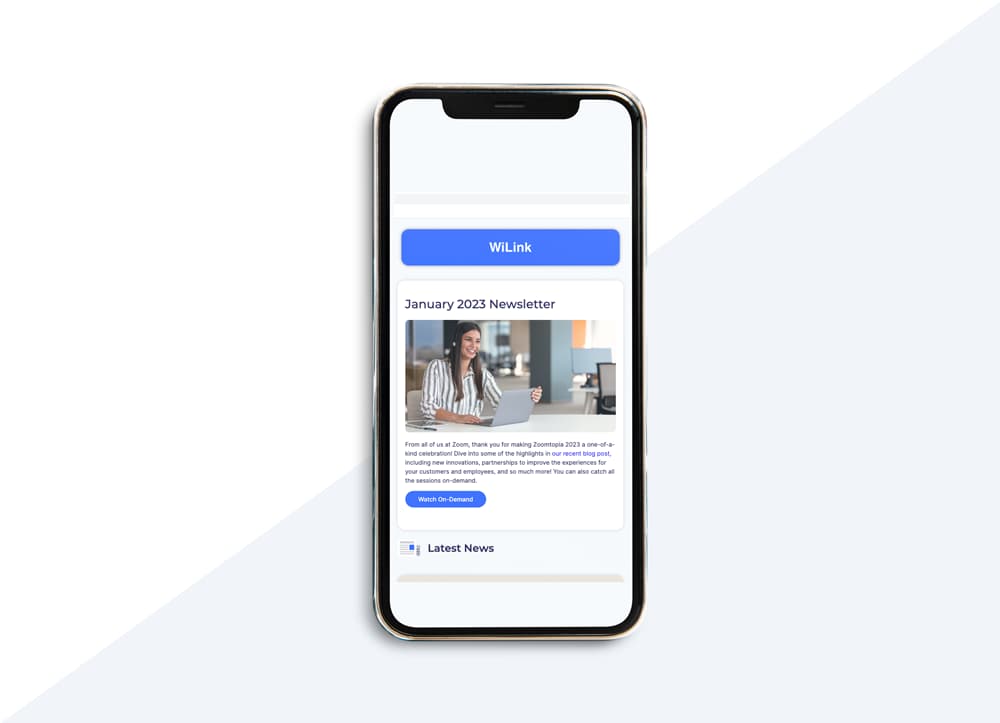 WiLink
January 2023 Newsletter
From all of us at Zoom, thank you for making Zoomtopia 2023 a one-of-a-
kind celebration! Dive into some of the highlights in our recent blog post,
including new innovations, partnerships to improve the experiences for
your customers and employees, and so much more! You can also catch all
the sessions on-demand.
Watch On-Demand
Latest News